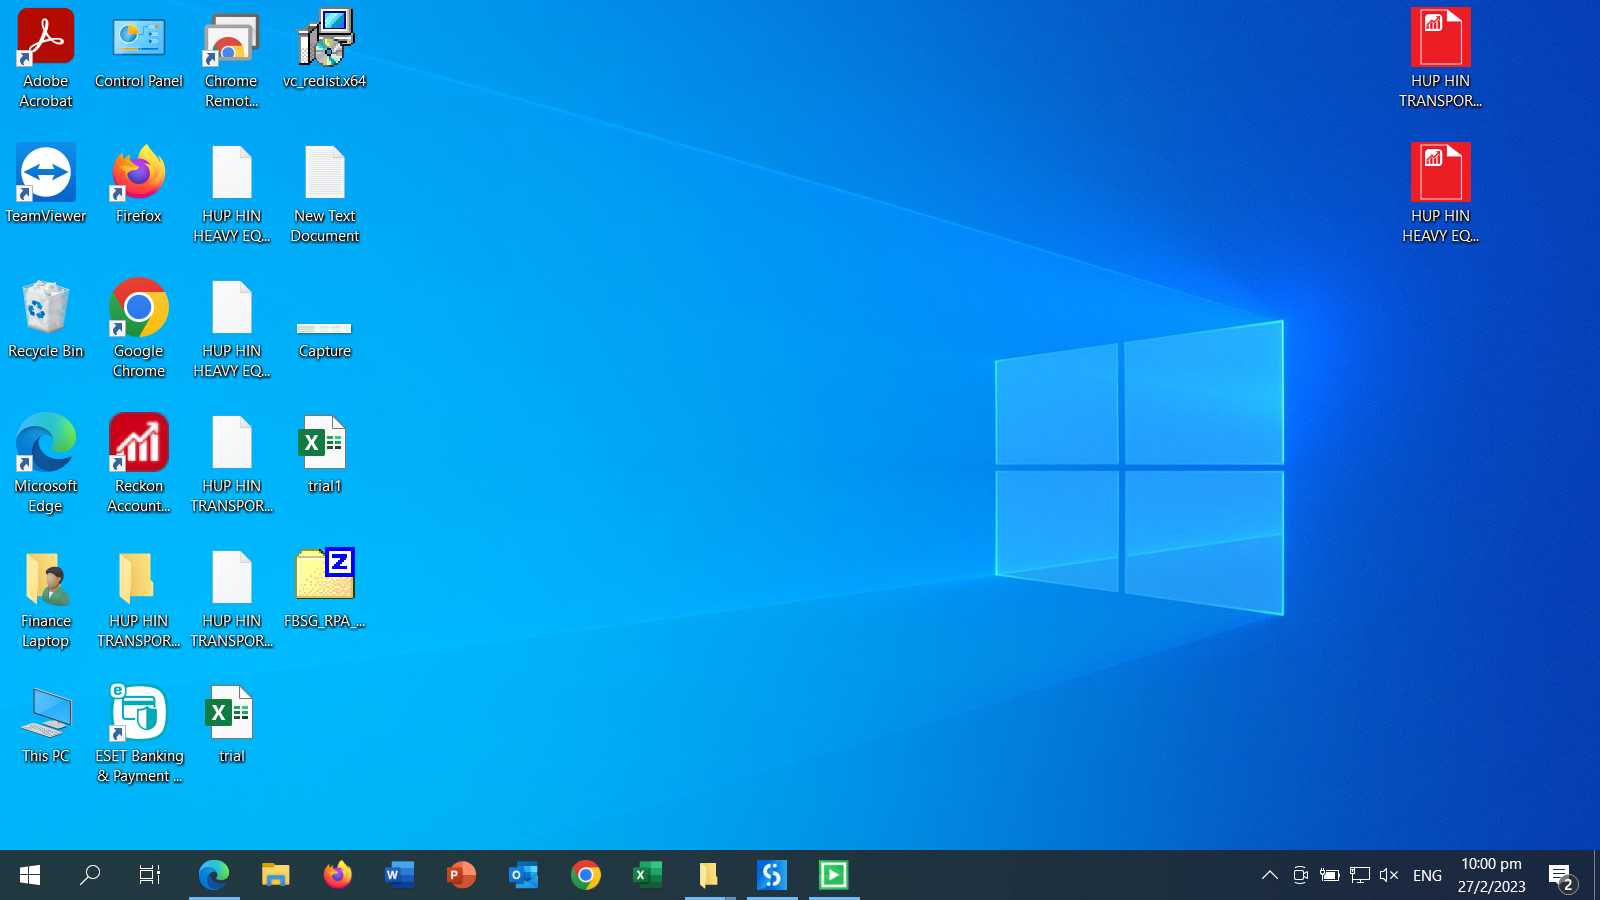 Adobe
Acrobat
Control Panel
Chrome
Remot...
vc_redist.x64
HUP HIN
TRANSPOR...
TeamViewer
Firefox
HUP HIN
HEAVY EQ...
New Text
Document
HUP HIN
HEAVY EQ...
Recycle Bin
Google
Chrome
HUP HIN
HEAVY EQ...
Capture
Microsoft
Edge
Reckon
Account...
HUP HIN
TRANSPOR...
trial1
Finance
Laptop
HUP HIN
TRANSPOR...
HUP HIN
TRANSPOR...
FBSG_RPA_...
This PC
ESET Banking
& Payment ...
trial
ENG
10:00 pm
27/2/2023
2